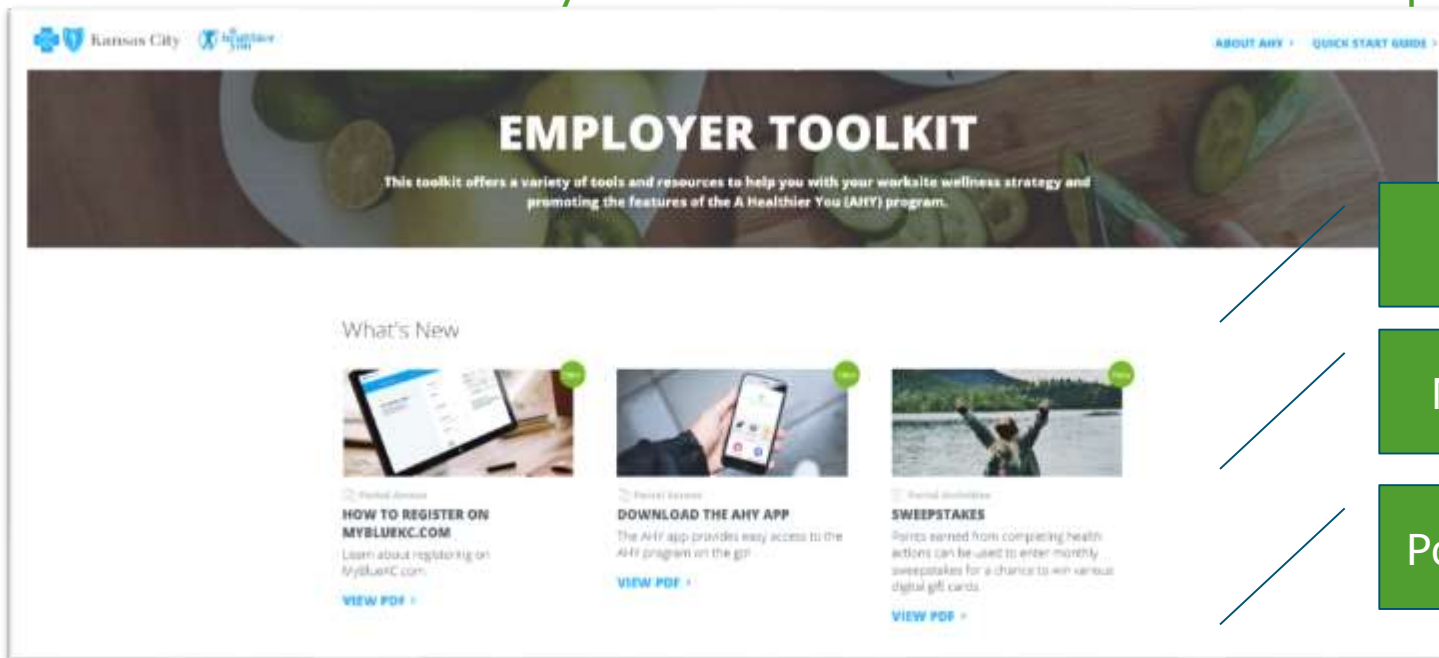 Kansas City
ABOUT AHY > QUICK START GUIDE >
EMPLOYER TOOLKIT
This toolkit offers a variety of tools and resources to help you with your worksite wellness strategy and
promoting the features of the A Healthier You (AHY) program.
What's New
Portal Access
HOW TO REGISTER ON
MYBLUEKC.COM
Learn about registering on
MyBlueKC.com
VIEW PDF >
Portal Access
DOWNLOAD THE AHY APP
The AHY app provides easy access to the
AHY program on the go!
VIEW PDF >
Portal Activities
SWEEPSTAKES
Points earned from completing health
actions can be used to enter monthly
sweepstakes for a chance to win various
digital gift cards.
VIEW PDF >